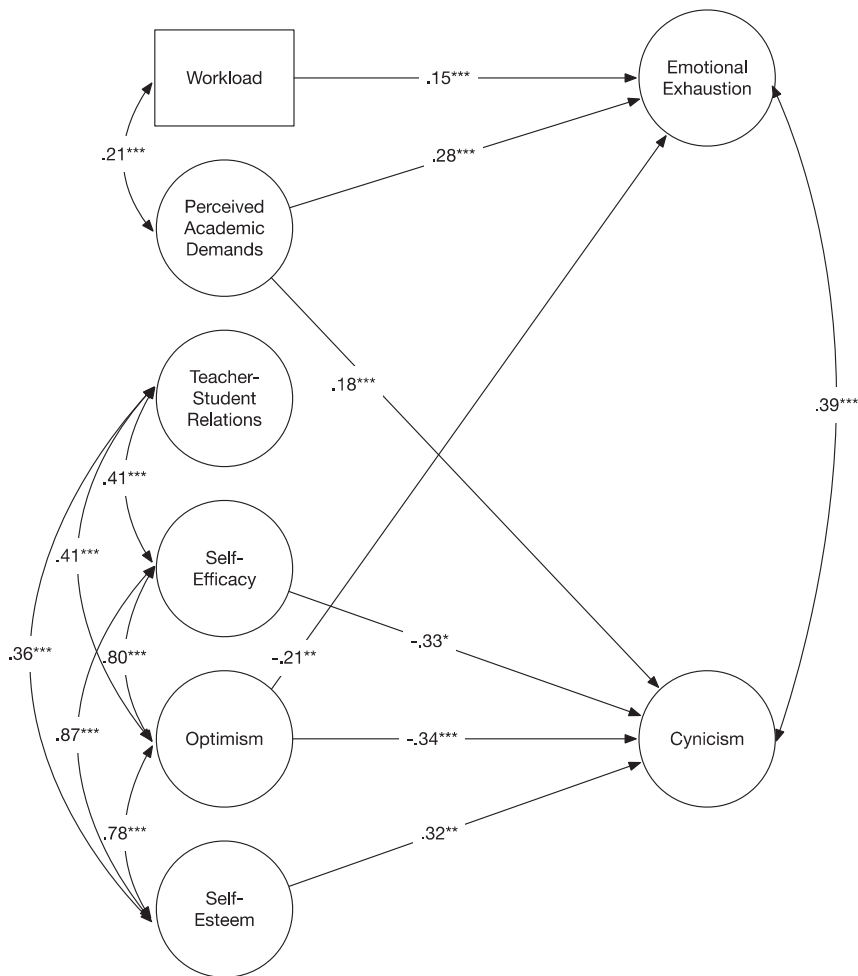 Workload
.15***
Emotional
Exhaustion
.21***
.28***
Perceived
Academic
Demands
Teacher-
Student
Relations
.18***
.39***
.41***
.41***
Self-
Efficacy
.36***
.80***
-.21**
-.33*
.87***
Optimism
-.34***
Cynicism
.78***
.32**
Self-
Esteem